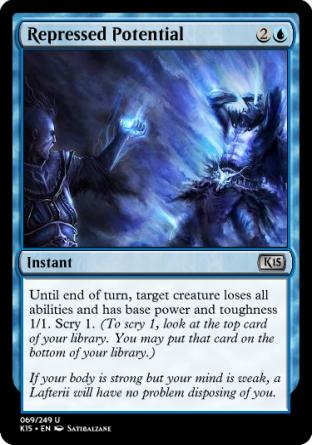 Repressed Potential 2
Instant K15
Until end of turn, target creature loses all
abilities and has base power and toughness
1/1. Scry 1. (To scry 1, look at the top card
of your library. You may put that card on the
bottom of your library.)
If your body is strong but your mind is weak, a
Lafterii will have no problem disposing of you.
069/249 U
K15 • EN Satibalzane